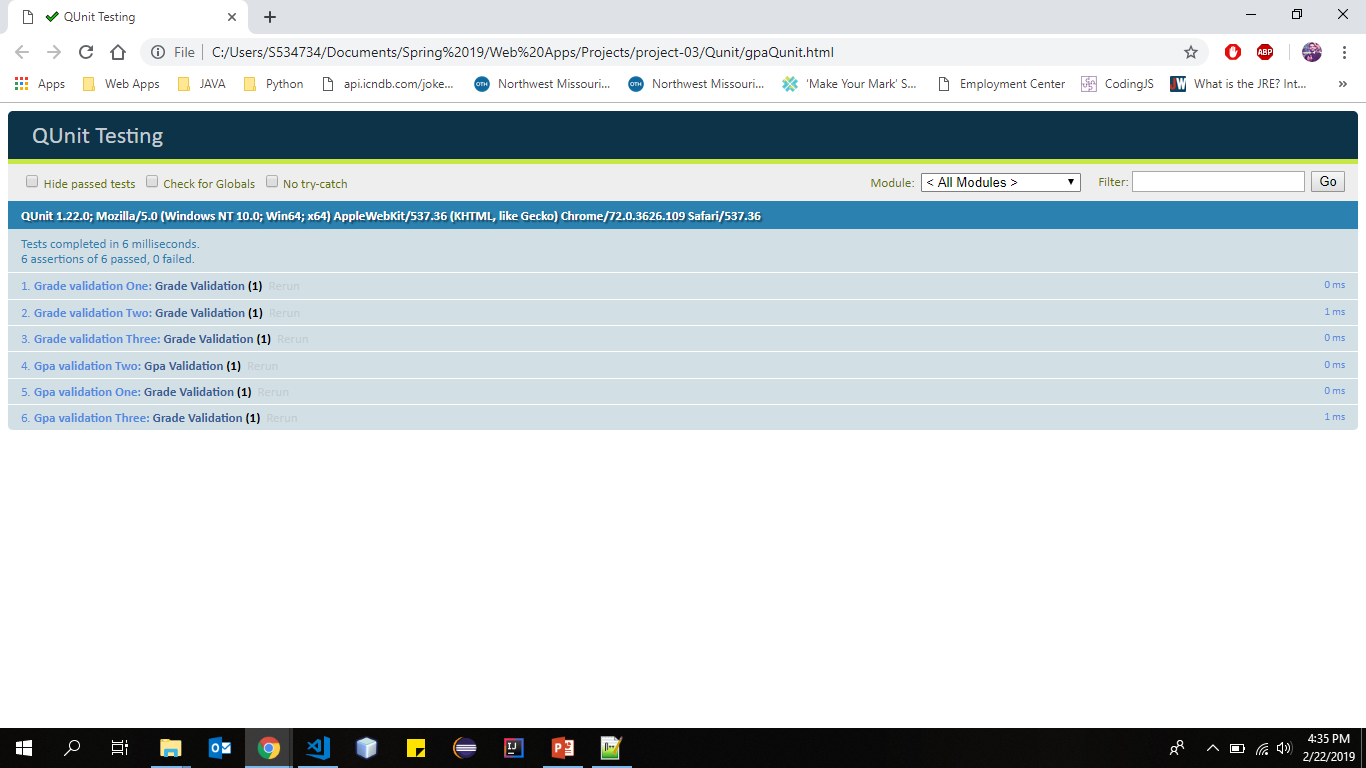 QUnit Testing
File C:/Users/S534734/Documents/Spring%2019/Web%20Apps/Projects/project-03/Qunit/gpaQunit.html
ABP
Apps Web Apps JAVA Python api.icndb.com/joke... OTH Northwest Missouri... OTH Northwest Missouri... 'Make Your Mark' S... Employment Center CodingJS JW What is the JRE? Int... »
QUnit Testing
Hide passed tests Check for Globals No try-catch Module: < All Modules > Filter: Go
QUnit 1.22.0; Mozilla/5.0 (Windows NT 10.0; Win64; x64) AppleWebKit/537.36 (KHTML, like Gecko) Chrome/72.0.3626.109 Safari/537.36
Tests completed in 6 milliseconds.
6 assertions of 6 passed, 0 failed.
1. Grade validation One: Grade Validation (1) Rerun 0 ms
2. Grade validation Two: Grade Validation (1) Rerun 1 ms
3. Grade validation Three: Grade Validation (1) Rerun 0 ms
4. Gpa validation Two: Gpa Validation (1) Rerun 0 ms
5. Gpa validation One: Grade Validation (1) Rerun 0 ms
6. Gpa validation Three: Grade Validation (1) Rerun 1 ms
4:35 PM
2/22/2019